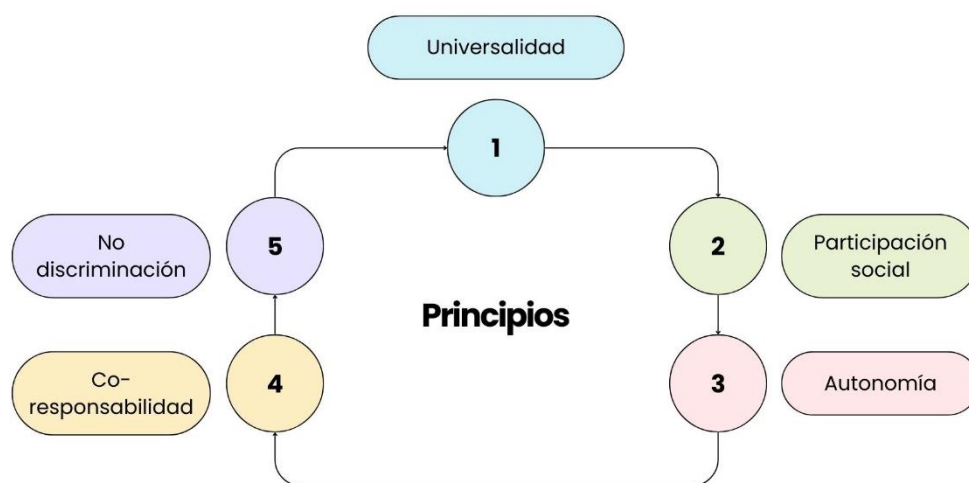 Universalidad
1
2
Participación
social
3
Autonomía
4
Co-
responsabilidad
5
No
discriminación
Principios